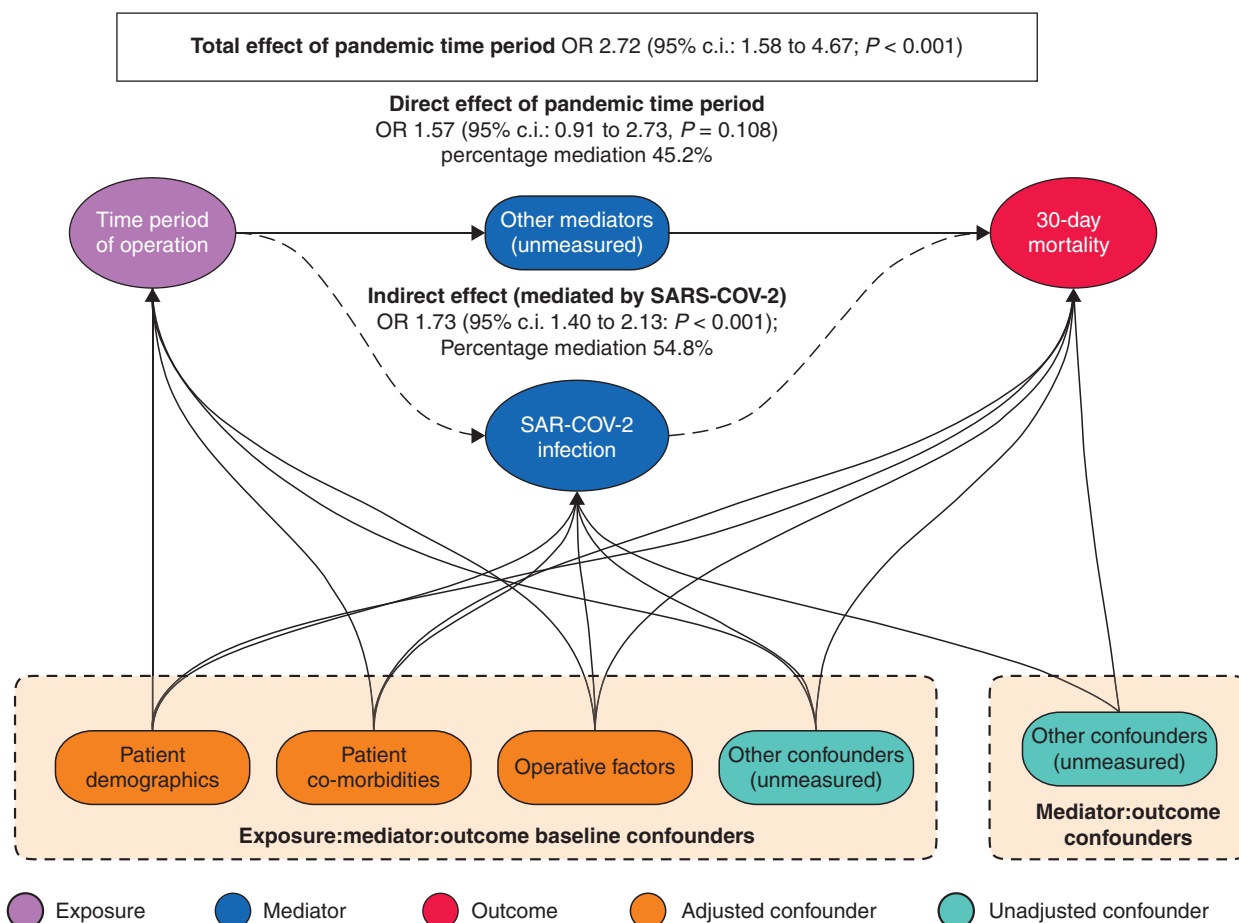 Total effect of pandemic time period OR 2.72 (95% c.i.: 1.58 to 4.67; P < 0.001)
Direct effect of pandemic time period
OR 1.57 (95% c.i.: 0.91 to 2.73, P = 0.108)
percentage mediation 45.2%
Time period
of operation
Other mediators
(unmeasured)
30-day
mortality
Indirect effect (mediated by SARS-COV-2)
OR 1.73 (95% c.i. 1.40 to 2.13: P < 0.001);
Percentage mediation 54.8%
SAR-COV-2
infection
Patient
demographics
Patient
co-morbidities
Operative factors
Other confounders
(unmeasured)
Other confounders
(unmeasured)
Exposure:mediator:outcome baseline confounders
Mediator:outcome
confounders
Exposure
Mediator
Outcome
Adjusted confounder
Unadjusted confounder